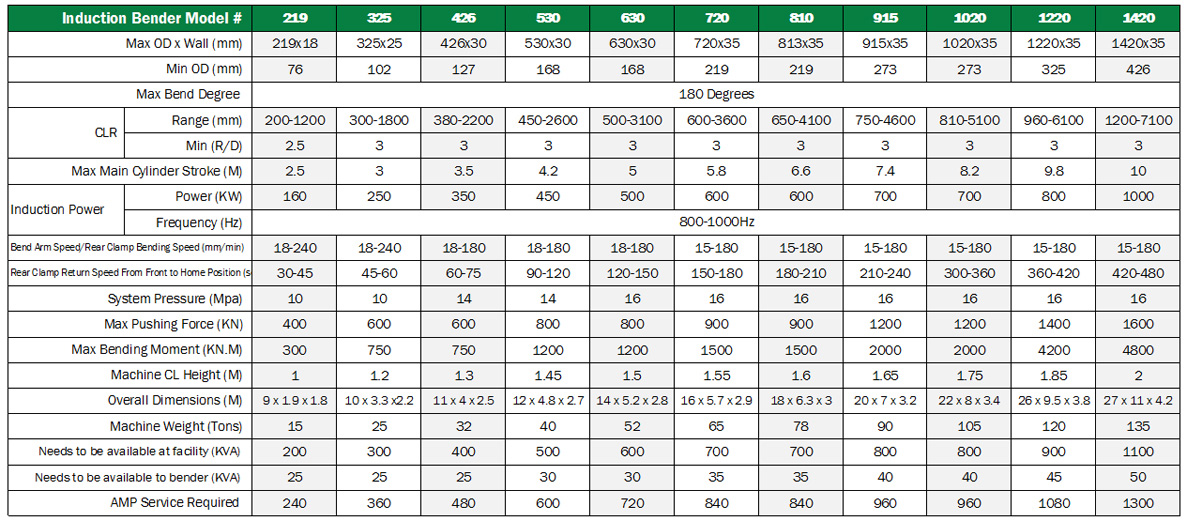 Induction Bender Model # 219 325 426 530 630 720 810 915 1020 1220 1420
Max OD x Wall (mm) 219x18 325x25 426x30 530x30 630x30 720x35 813x35 915x35 1020x35 1220x35 1420x35
Min OD (mm) 76 102 127 168 168 219 219 273 273 325 426
Max Bend Degree 180 Degrees
CLR Range (mm) 200-1200 300-1800 380-2200 450-2600 500-3100 600-3600 650-4100 750-4600 810-5100 960-6100 1200-7100
Min (R/D) 2.5 3 3 3 3 3 3 3 3 3 3
Max Main Cylinder Stroke (M) 2.5 3 3.5 4.2 5 5.8 6.6 7.4 8.2 9.8 10
Induction Power Power (KW) 160 250 350 450 500 600 600 700 700 800 1000
Frequency (Hz) 800-1000Hz
Bend Arm Speed/Rear Clamp Bending Speed (mm/min) 18-240 18-240 18-180 18-180 18-180 15-180 15-180 15-180 15-180 15-180 15-180
Rear Clamp Return Speed From Front to Home Position (s 30-45 45-60 60-75 90-120 120-150 150-180 180-210 210-240 300-360 360-420 420-480
System Pressure (Mpa) 10 10 14 14 16 16 16 16 16 16 16
Max Pushing Force (KN) 400 600 600 800 800 900 900 1200 1200 1400 1600
Max Bending Moment (KN.M) 300 750 750 1200 1200 1500 1500 2000 2000 4200 4800
Machine CL Height (M) 1 1.2 1.3 1.45 1.5 1.55 1.6 1.65 1.75 1.85 2
Overall Dimensions (M) 9 x 1.9 x 1.8 10 x 3.3 x2.2 11 x 4 x 2.5 12 x 4.8 x 2.7 14 x 5.2 x 2.8 16 x 5.7 x 2.9 18 x 6.3 x 3 20 x 7 x 3.2 22 x 8 x 3.4 26 x 9.5 x 3.8 27 x 11 x 4.2
Machine Weight (Tons) 15 25 32 40 52 65 78 90 105 120 135
Needs to be available at facility (KVA) 200 300 400 500 600 700 700 800 800 900 1100
Needs to be available to bender (KVA) 25 25 25 30 30 35 35 40 40 45 50
AMP Service Required 240 360 480 600 720 840 840 960 960 1080 1300